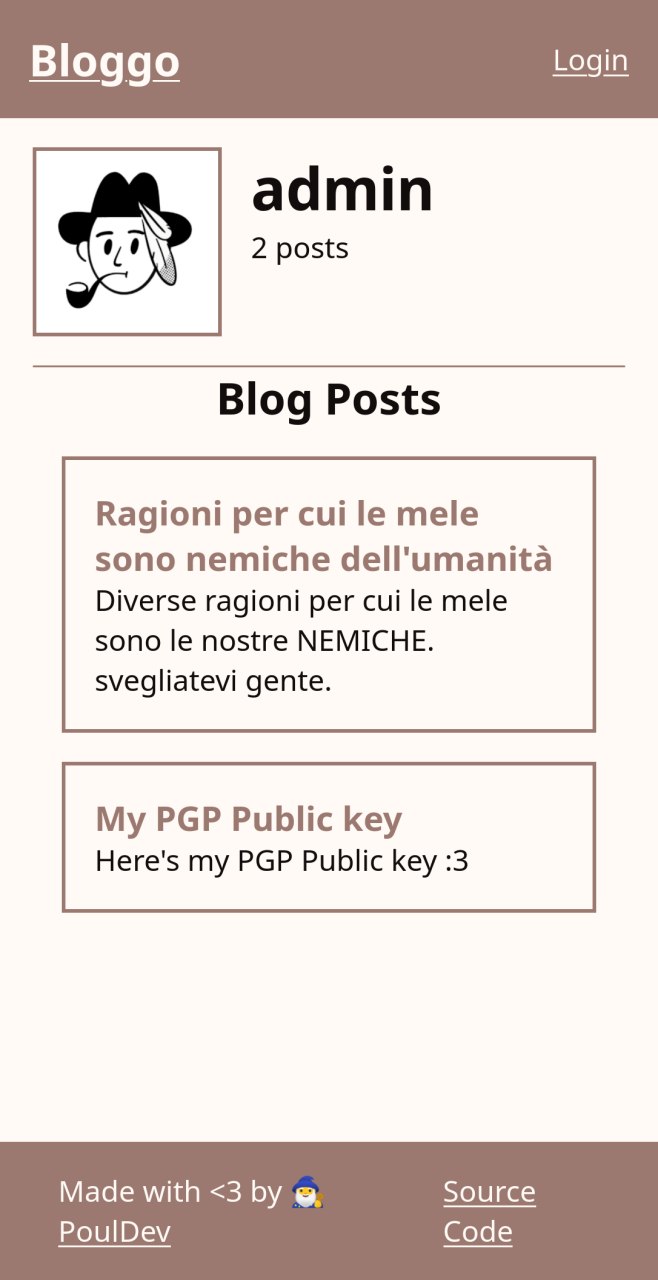 Bloggo
Login
admin
2 posts
Blog Posts
Ragioni per cui le mele
sono nemiche dell'umanità
Diverse ragioni per cui le mele
sono le nostre NEMICHE.
svegliatevi gente.
My PGP Public key
Here's my PGP Public key :3
Made with <3 by 🧙‍♂️
PoulDev
Source
Code